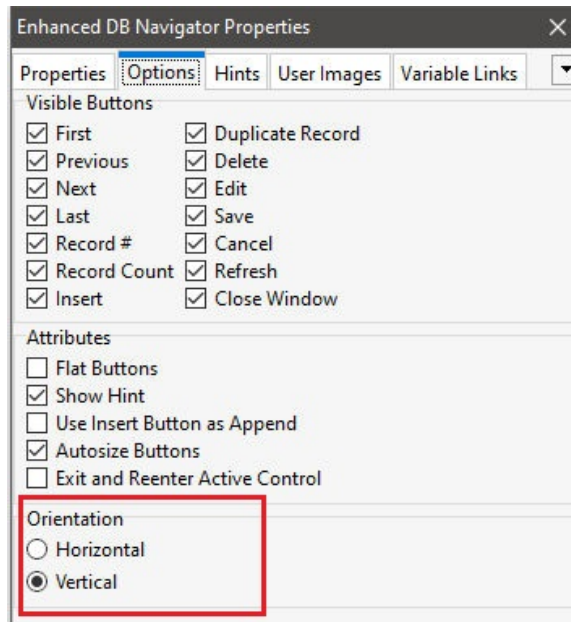 Enhanced DB Navigator Properties
Properties Options Hints User Images Variable Links
Visible Buttons
First Duplicate Record
Previous Delete
Next Edit
Last Save
Record # Cancel
Record Count Refresh
Insert Close Window
Attributes
Flat Buttons
Show Hint
Use Insert Button as Append
Autosize Buttons
Exit and Reenter Active Control
Orientation
Horizontal
Vertical